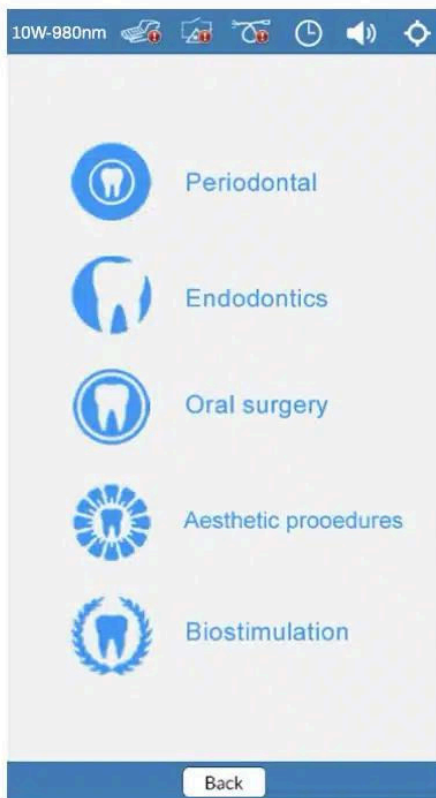 10W-980nm
Periodontal
Endodontics
Oral surgery
Aesthetic prooedures
Biostimulation
Back